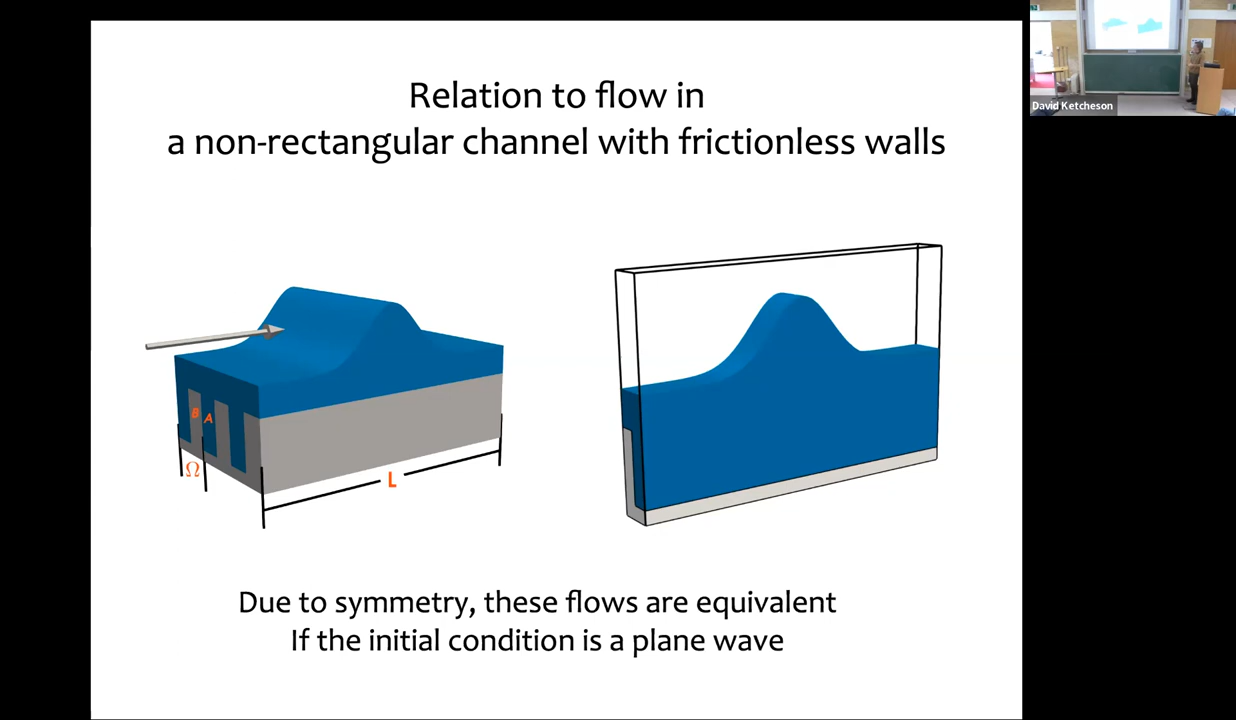 Relation to flow in
a non-rectangular channel with frictionless walls
David Ketcheson
B
A
Ω
L
Due to symmetry, these flows are equivalent
If the initial condition is a plane wave